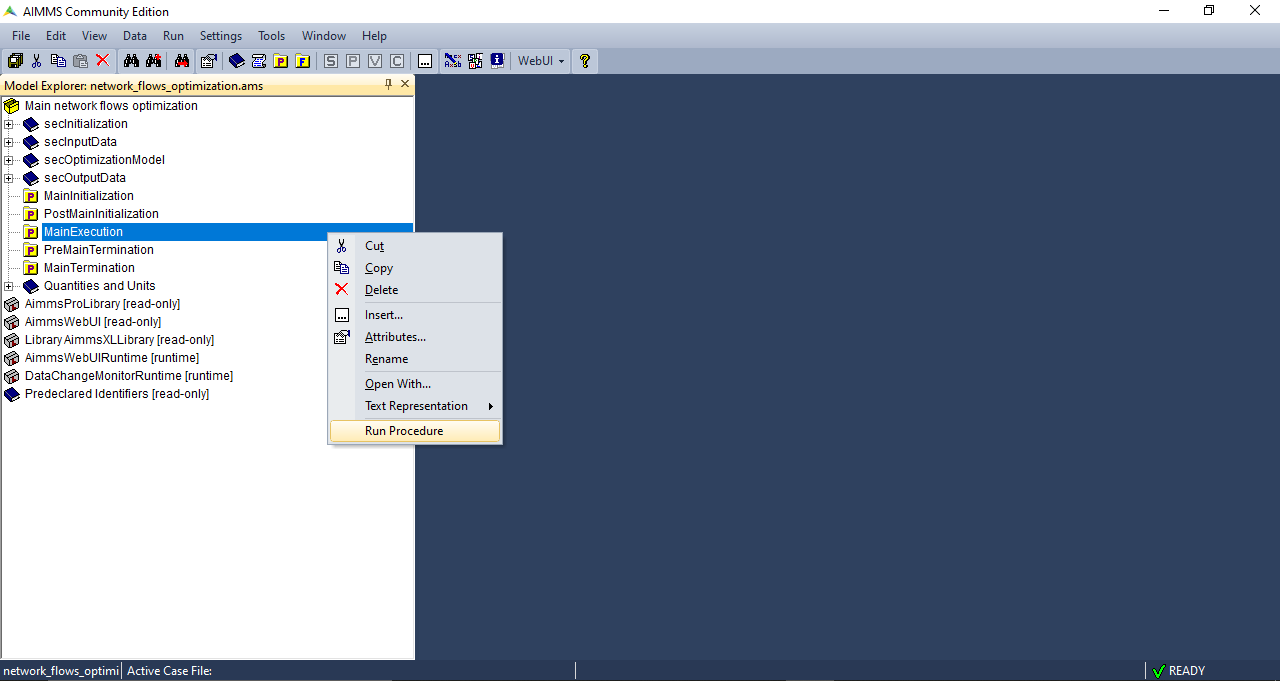 AIMMS Community Edition
File Edit View Data Run Settings Tools Window Help
S P V C ... WebUI ?
Model Explorer: network_flows_optimization.ams
Main network flows optimization
secInitialization
secInputData
secOptimizationModel
secOutputData
P MainInitialization
P PostMainInitialization
P MainExecution
P PreMainTermination
P MainTermination
Quantities and Units
AimmsProLibrary [read-only]
AimmsWebUI [read-only]
Library AimmsXLLibrary [read-only]
AimmsWebUIRuntime [runtime]
DataChangeMonitorRuntime [runtime]
Predeclared Identifiers [read-only]
Cut
Copy
Delete
Insert...
Attributes...
Rename
Open With...
Text Representation
Run Procedure
network_flows_optimi Active Case File: READY